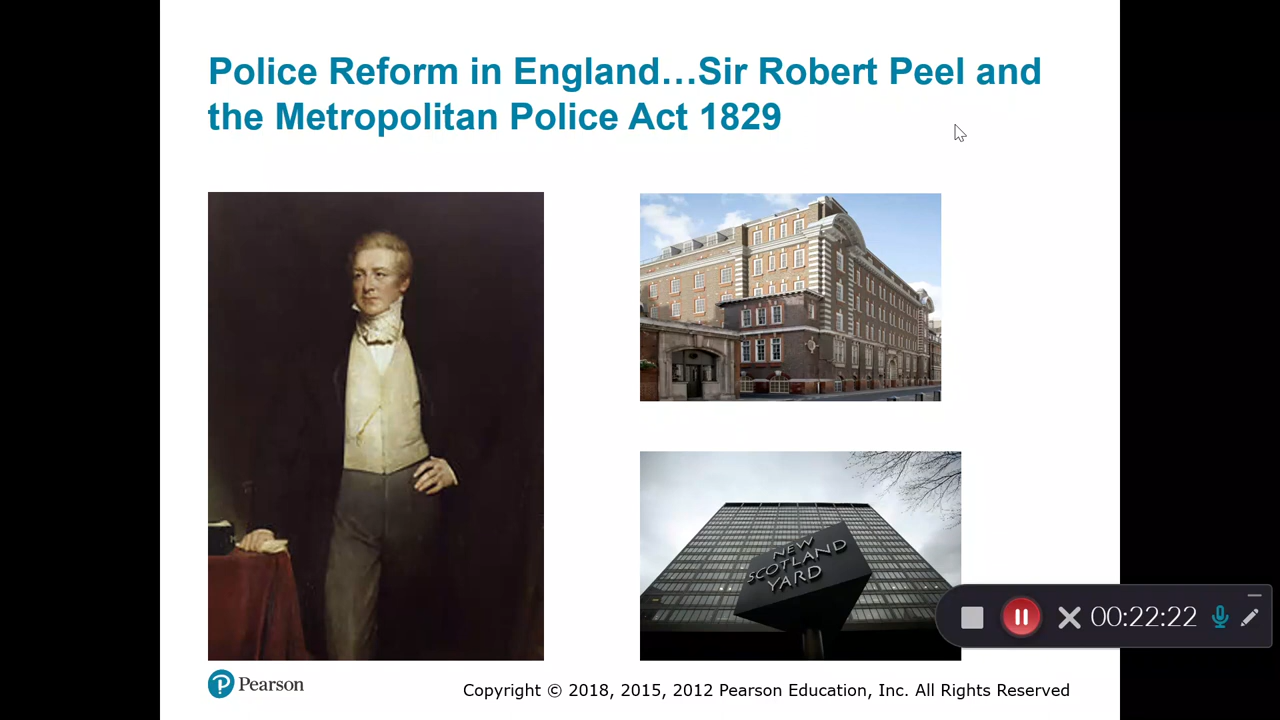 Police Reform in England…Sir Robert Peel and
the Metropolitan Police Act 1829
NEW
SCOTLAND
YARD
00:22:22
Pearson
Copyright © 2018, 2015, 2012 Pearson Education, Inc. All Rights Reserved